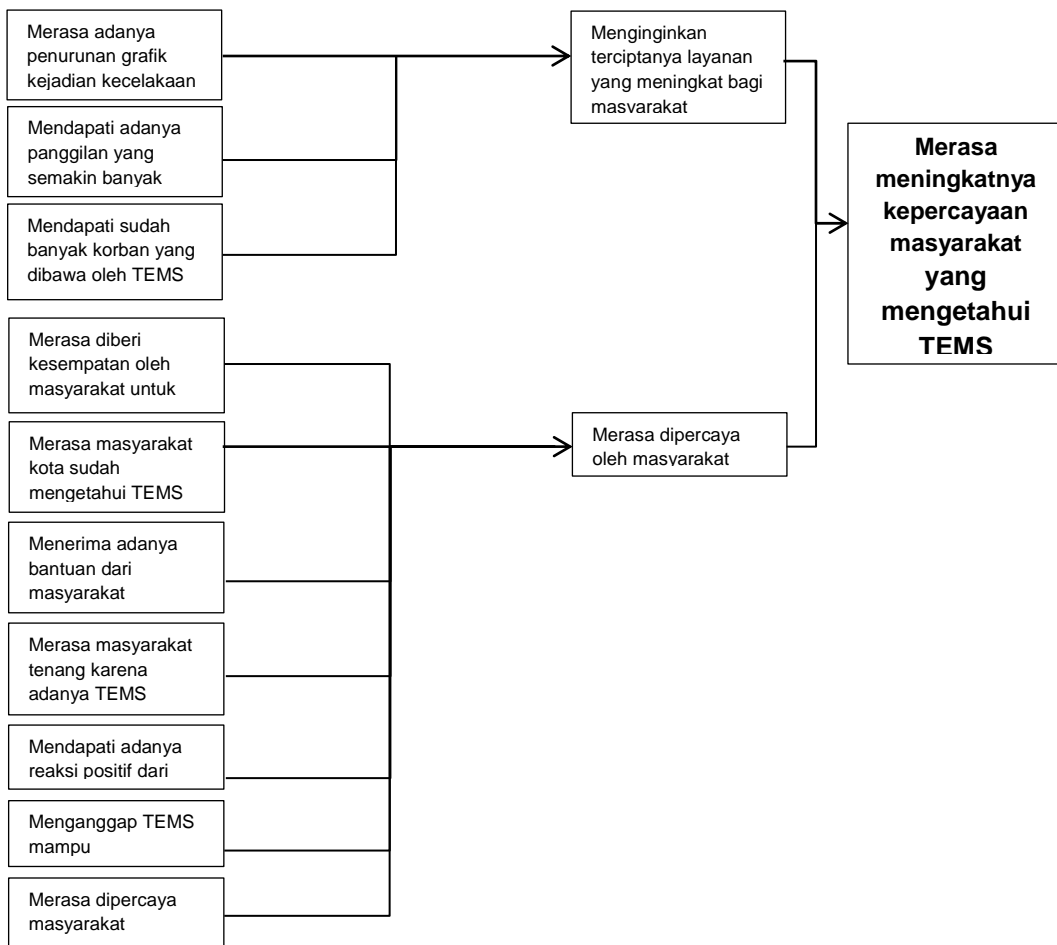 Merasa adanya
penurunan grafik
kejadian kecelakaan
Mendapati adanya
panggilan yang
semakin banyak
Mendapati sudah
banyak korban yang
dibawa oleh TEMS
Merasa diberi
kesempatan oleh
masyarakat untuk
Merasa masyarakat
kota sudah
mengetahui TEMS
Menerima adanya
bantuan dari
masyarakat
Merasa masyarakat
tenang karena
adanya TEMS
Mendapati adanya
reaksi positif dari
Menganggap TEMS
mampu
Merasa dipercaya
masyarakat
Menginginkan
terciptanya layanan
yang meningkat bagi
masyarakat
Merasa dipercaya
oleh masyarakat
Merasa
meningkatnya
kepercayaan
masyarakat
yang
mengetahui
TEMS